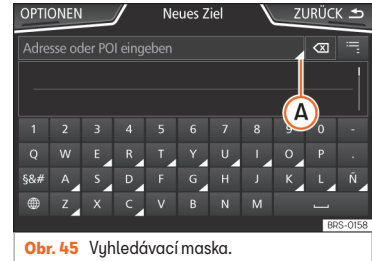 OPTIONEN Neues Ziel ZURÜCK
Adresse oder POI eingeben
A
1 2 3 4 5 6 7 8 9 0 -
Q W E R T Y U I O P .
§&# A S D F G H J K L Ñ
Z X C V B N M
BRS-0158
Obr. 45 Vyhledávací maska.